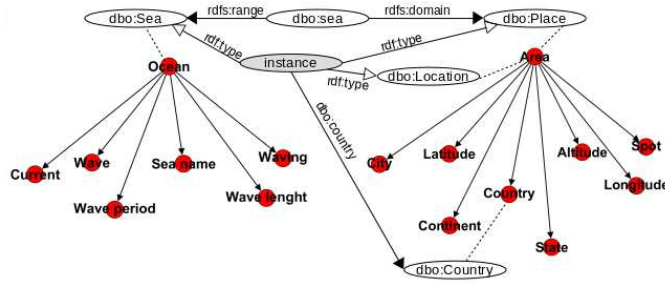 dbo:Sea
rdfs:range
dbo:sea
rdfs:domain
dbo:Place
rdf:type
instance
rdf:type
rdf:type
dbo:Location
Ocean
Area
dbo:country
Current
Wave
Sea name
Waving
Wave period
Wave lenght
City
Latitude
Country
Continent
Altitude
Spot
Longitude
State
dbo:Country